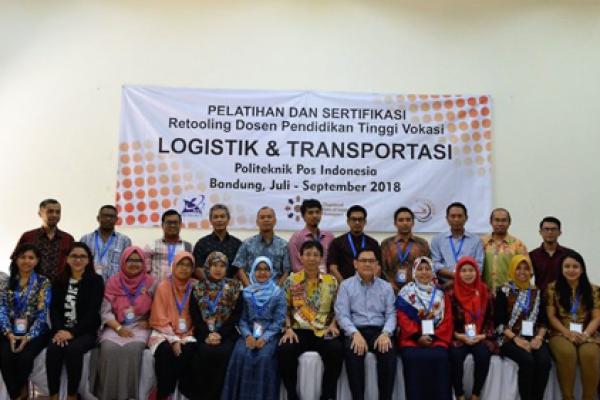 PELATIHAN DAN SERTIFIKASI
Retooling Dosen Pendidikan Tinggi Vokasi
LOGISTIK & TRANSPORTASI
Politeknik Pos Indonesia
Bandung, Juli - September 2018